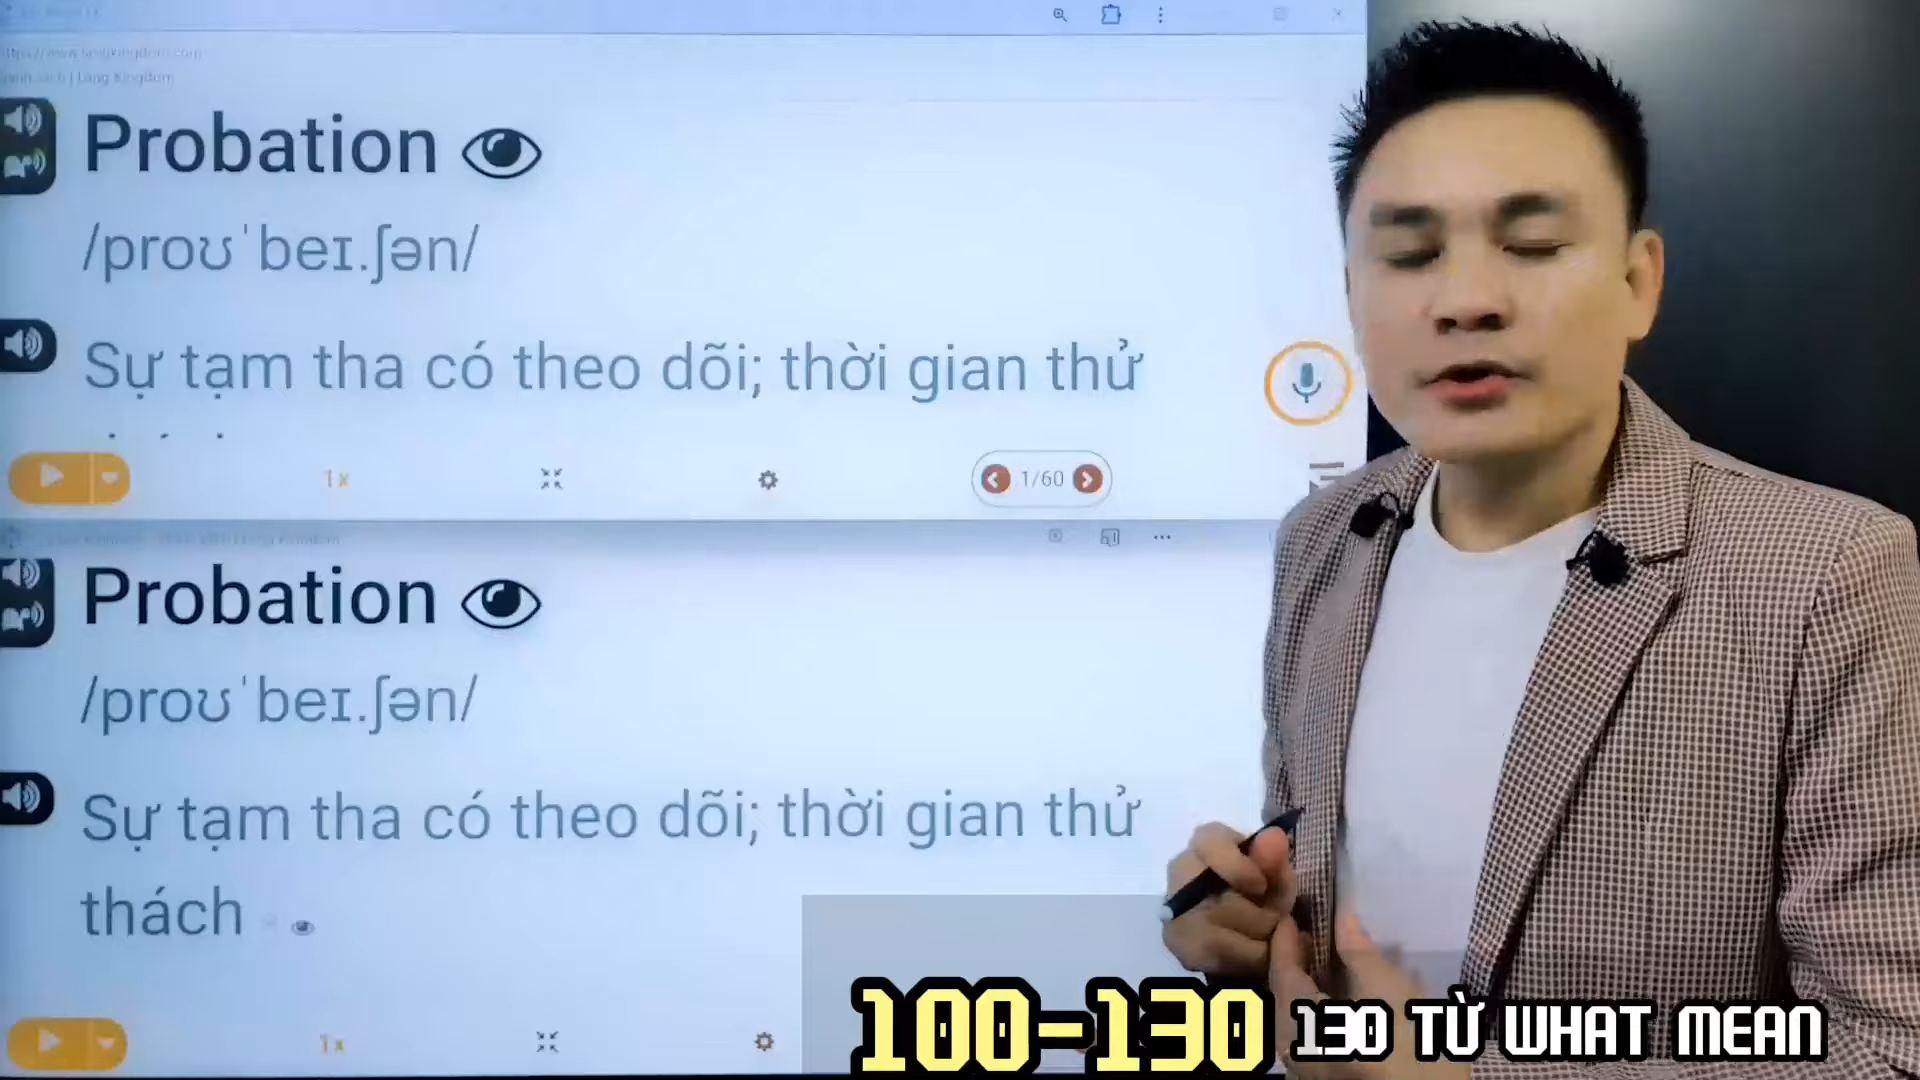 Probation
/proʊˈbeɪ.ʃən/
Sự tạm tha có theo dõi; thời gian thử
1x
1/60
Probation
/proʊˈbeɪ.ʃən/
Sự tạm tha có theo dõi; thời gian thử
thách
1x
100-130 130 TỪ WHAT MEAN